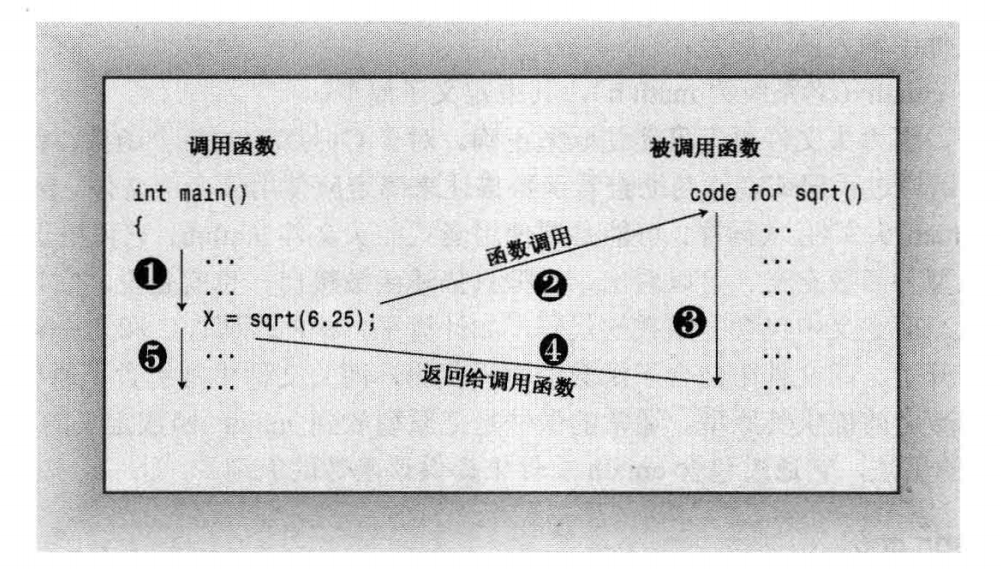 调用函数
int main()
{
❶
...
...
X = sqrt(6.25);
❺
...
...
函数调用
❷
❹
返回给调用函数
被调用函数
code for sqrt()
...
...
...
❸
...
...
...